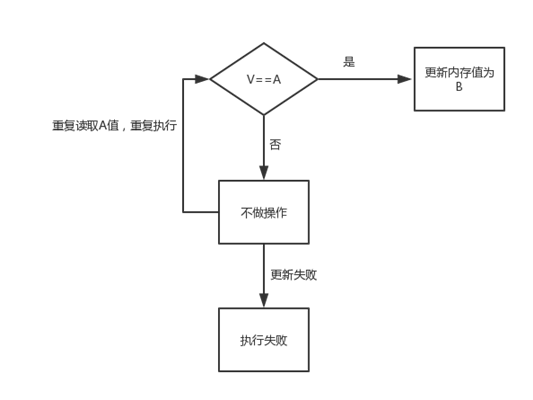 是
V==A
更新内存值为
B
重复读取A值，重复执行
否
不做操作
更新失败
执行失败